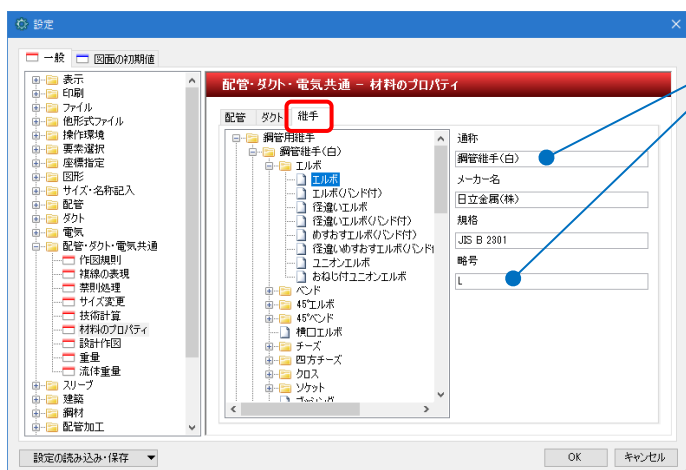 設定
一般
図面の初期値
表示
印刷
ファイル
他形式ファイル
操作環境
要素選択
座標指定
図形
サイズ・名称記入
配管
ダクト
電気
配管・ダクト・電気共通
作図規則
複線の表現
禁則処理
サイズ変更
技術計算
材料のプロパティ
設計作図
重量
流体重量
スリーブ
建築
鋼材
配管加工
配管・ダクト・電気共通 - 材料のプロパティ
配管
ダクト
継手
鋼管用継手
鋼管継手(白)
エルボ
エルボ
エルボ(バンド付)
径違いエルボ
径違いエルボ(バンド付)
めすおすエルボ(バンド付)
径違いめすおすエルボ(バンド
ユニオンエルボ
おねじ付ユニオンエルボ
ベンド
45°エルボ
45°ベンド
横口エルボ
チーズ
四方チーズ
クロス
ソケット
ブッシング
通称
鋼管継手(白)
メーカー名
日立金属(株)
規格
JIS B 2301
略号
L
設定の読み込み・保存
OK
キャンセル